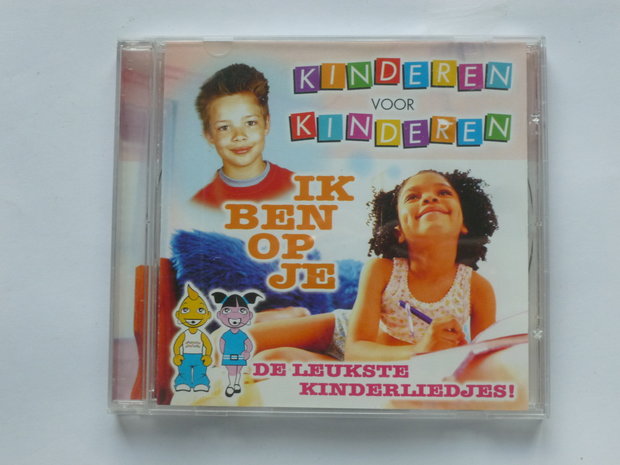 KINDEREN
VOOR
KINDEREN
IK
BEN
OP
JE
DE LEUKSTE
KINDERLIEDJES!